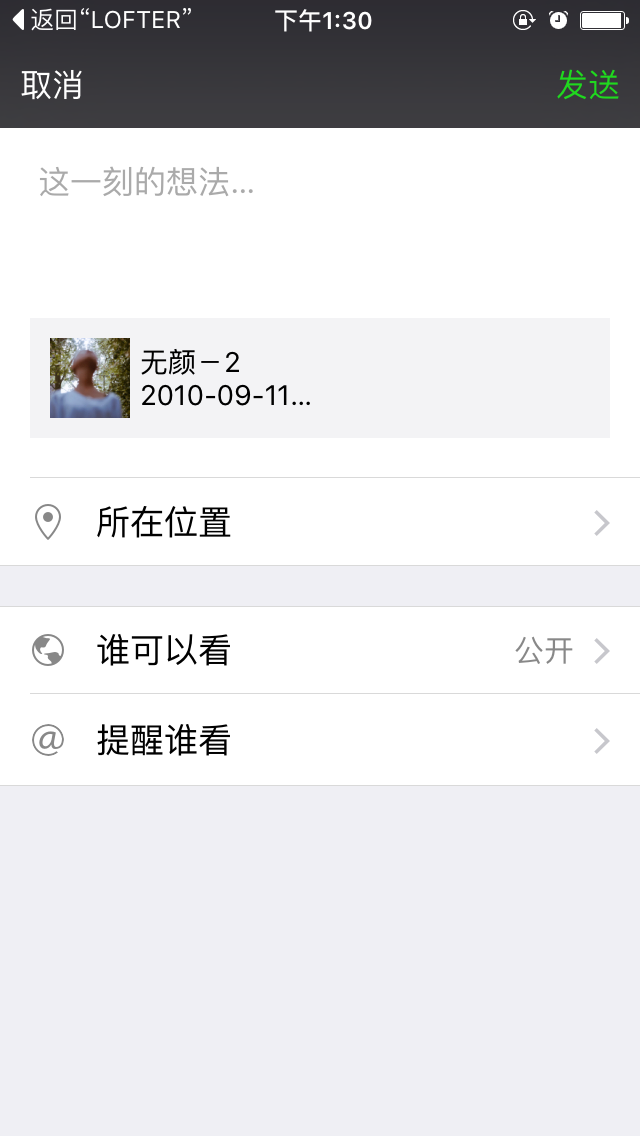 返回“LOFTER” 下午1:30
取消 发送
这一刻的想法...
无颜－2
2010-09-11...
所在位置
谁可以看 公开
@ 提醒谁看